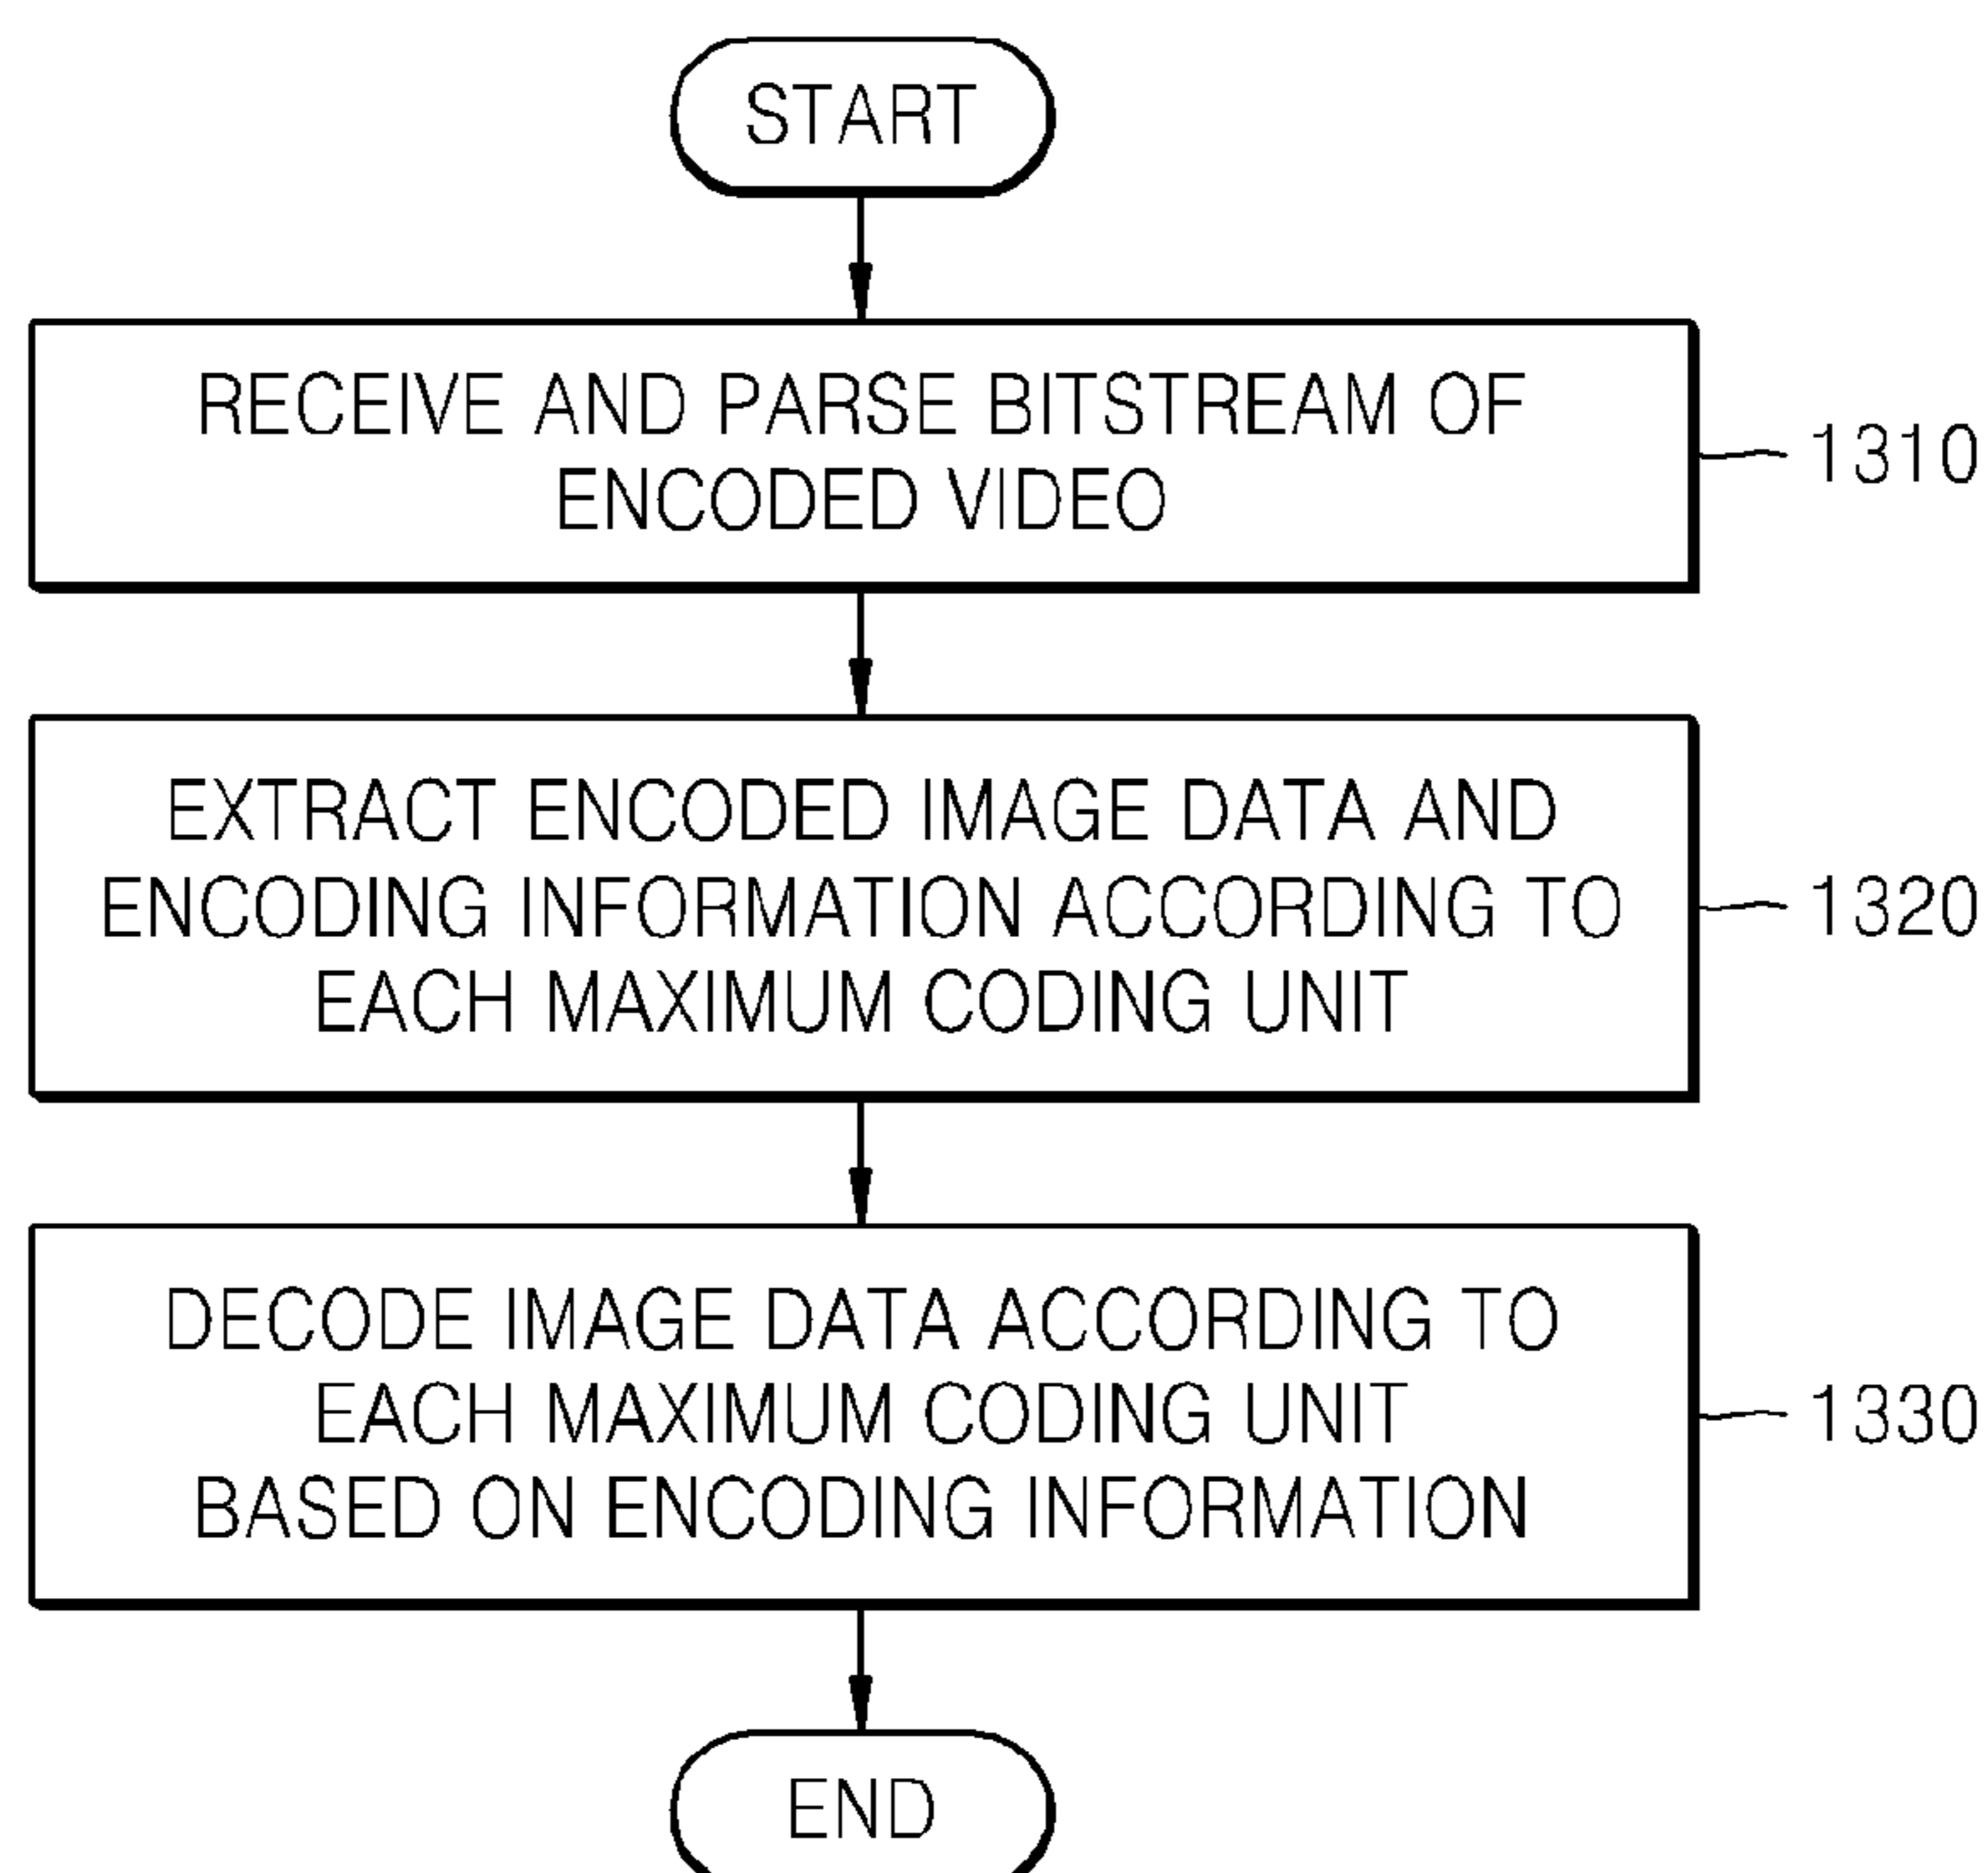 START
RECEIVE AND PARSE BITSTREAM OF
ENCODED VIDEO
1310
EXTRACT ENCODED IMAGE DATA AND
ENCODING INFORMATION ACCORDING TO
EACH MAXIMUM CODING UNIT
1320
DECODE IMAGE DATA ACCORDING TO
EACH MAXIMUM CODING UNIT
BASED ON ENCODING INFORMATION
1330
END